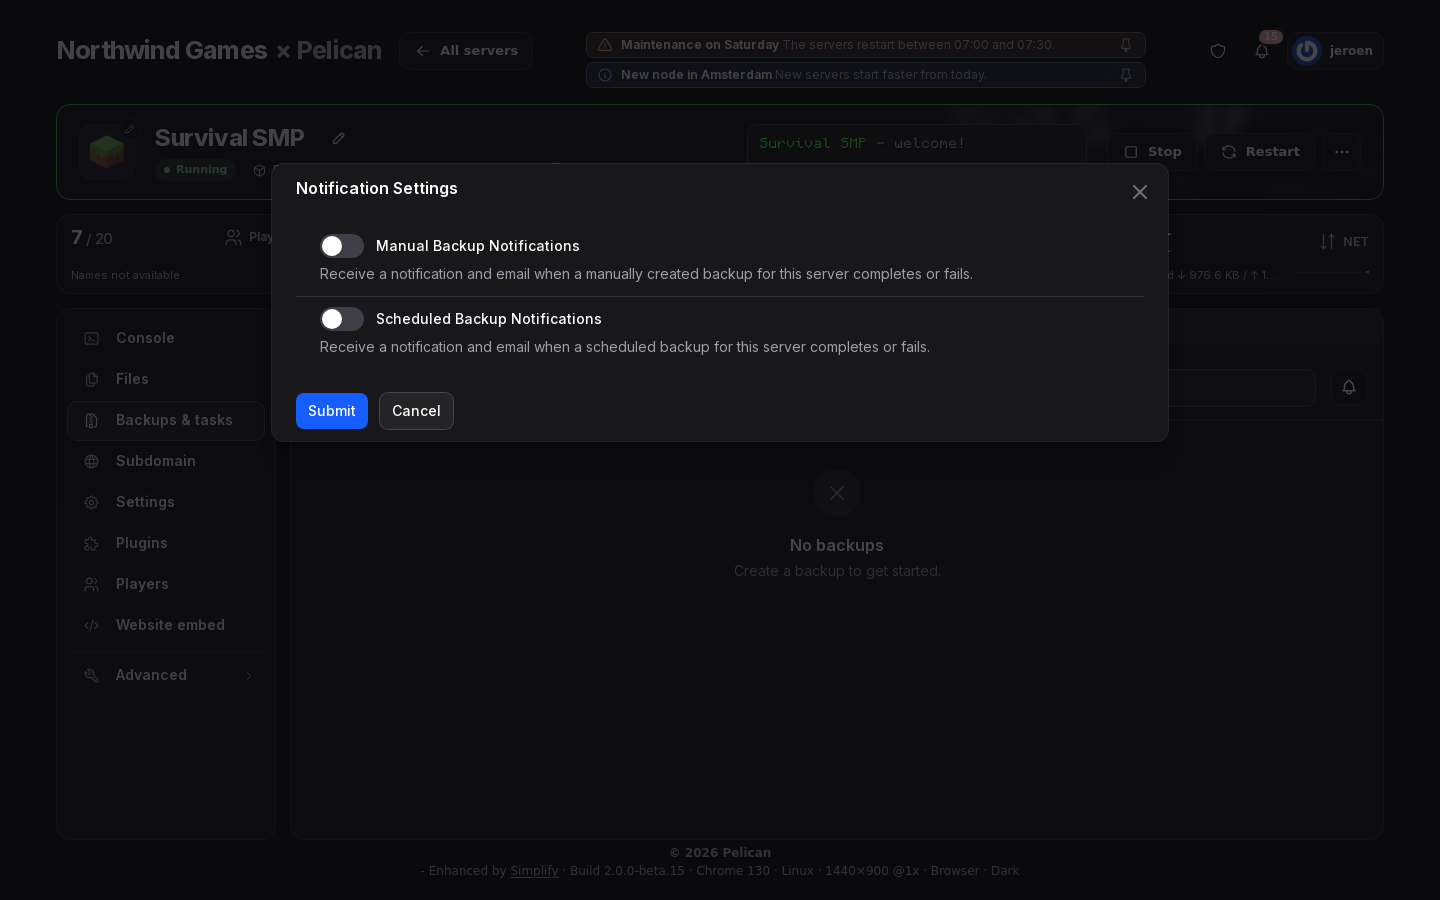 Northwind Games × Pelican
All servers
Maintenance on Saturday The servers restart between 07:00 and 07:30.
New node in Amsterdam New servers start faster from today.
15
jeroen
Survival SMP
Running
Survival SMP - welcome!
Stop
Restart
7 / 20
Names not available
NET
↓ 976.6 KB / ↑ 1...
Notification Settings
Manual Backup Notifications
Receive a notification and email when a manually created backup for this server completes or fails.
Scheduled Backup Notifications
Receive a notification and email when a scheduled backup for this server completes or fails.
Submit
Cancel
Console
Files
Backups & tasks
Subdomain
Settings
Plugins
Players
Website embed
Advanced
No backups
Create a backup to get started.
© 2026 Pelican
- Enhanced by Simplify · Build 2.0.0-beta.15 · Chrome 130 · Linux · 1440×900 @1x · Browser · Dark